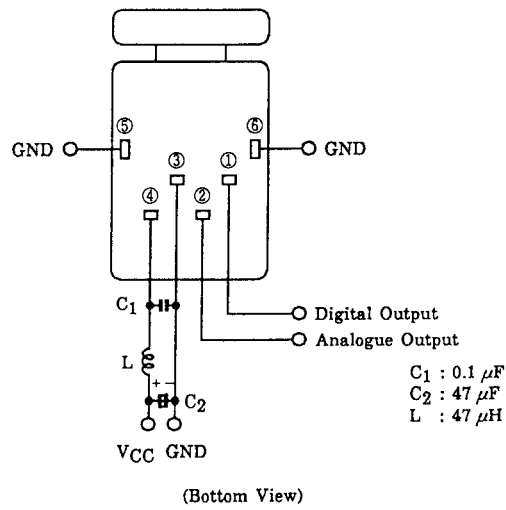 ⑤ ⑥
GND GND
③ ①
④ ②
C1
Digital Output
Analogue Output
L
+ −
C2
VCC GND
C1 : 0.1 μF
C2 : 47 μF
L : 47 μH
(Bottom View)